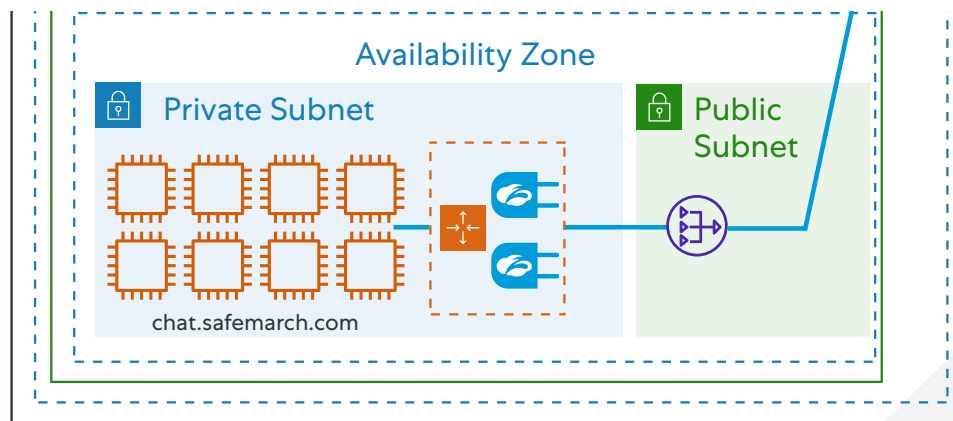 Availability Zone
Private Subnet
Public
Subnet
chat.safemarch.com